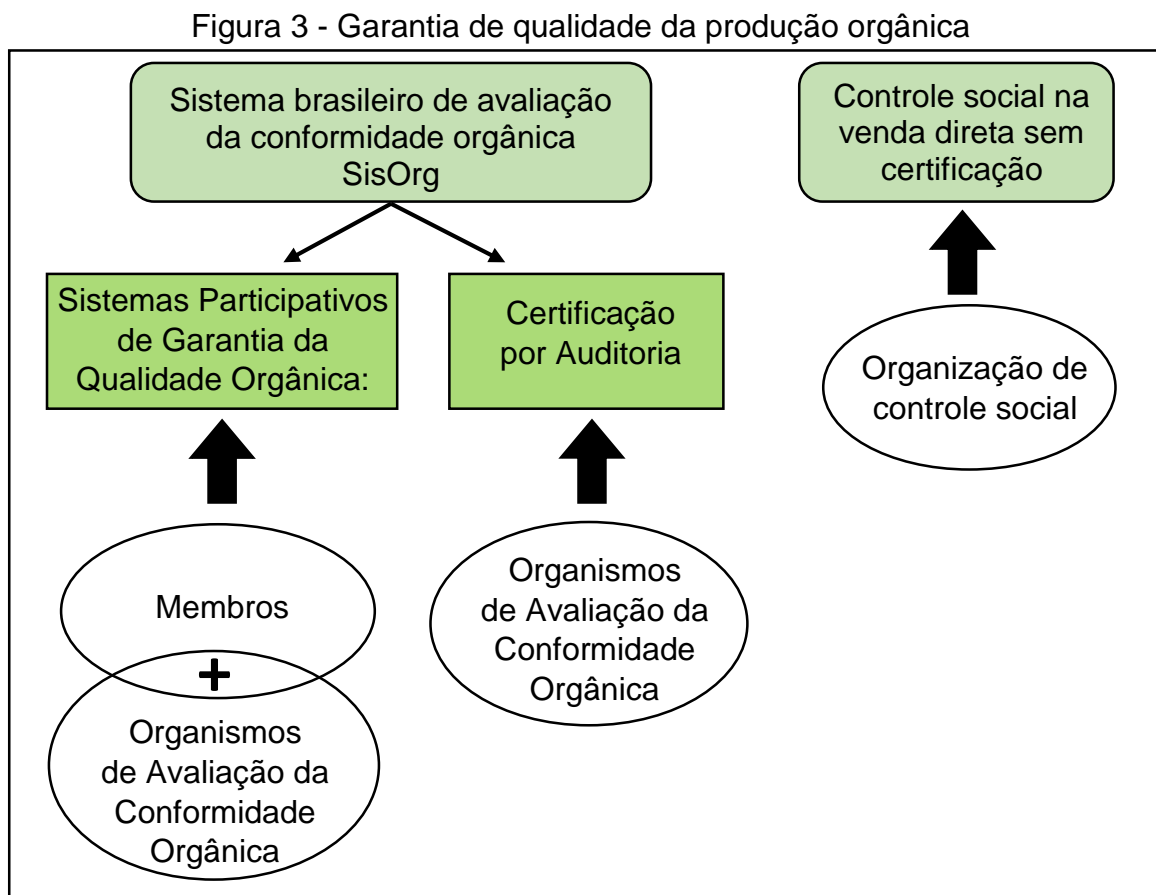 Figura 3 - Garantia de qualidade da produção orgânica
Sistema brasileiro de avaliação
da conformidade orgânica
SisOrg
Controle social na
venda direta sem
certificação
Sistemas Participativos
de Garantia da
Qualidade Orgânica:
Certificação
por Auditoria
Organização de
controle social
Membros
+
Organismos
de Avaliação da
Conformidade
Orgânica
Organismos
de Avaliação da
Conformidade
Orgânica